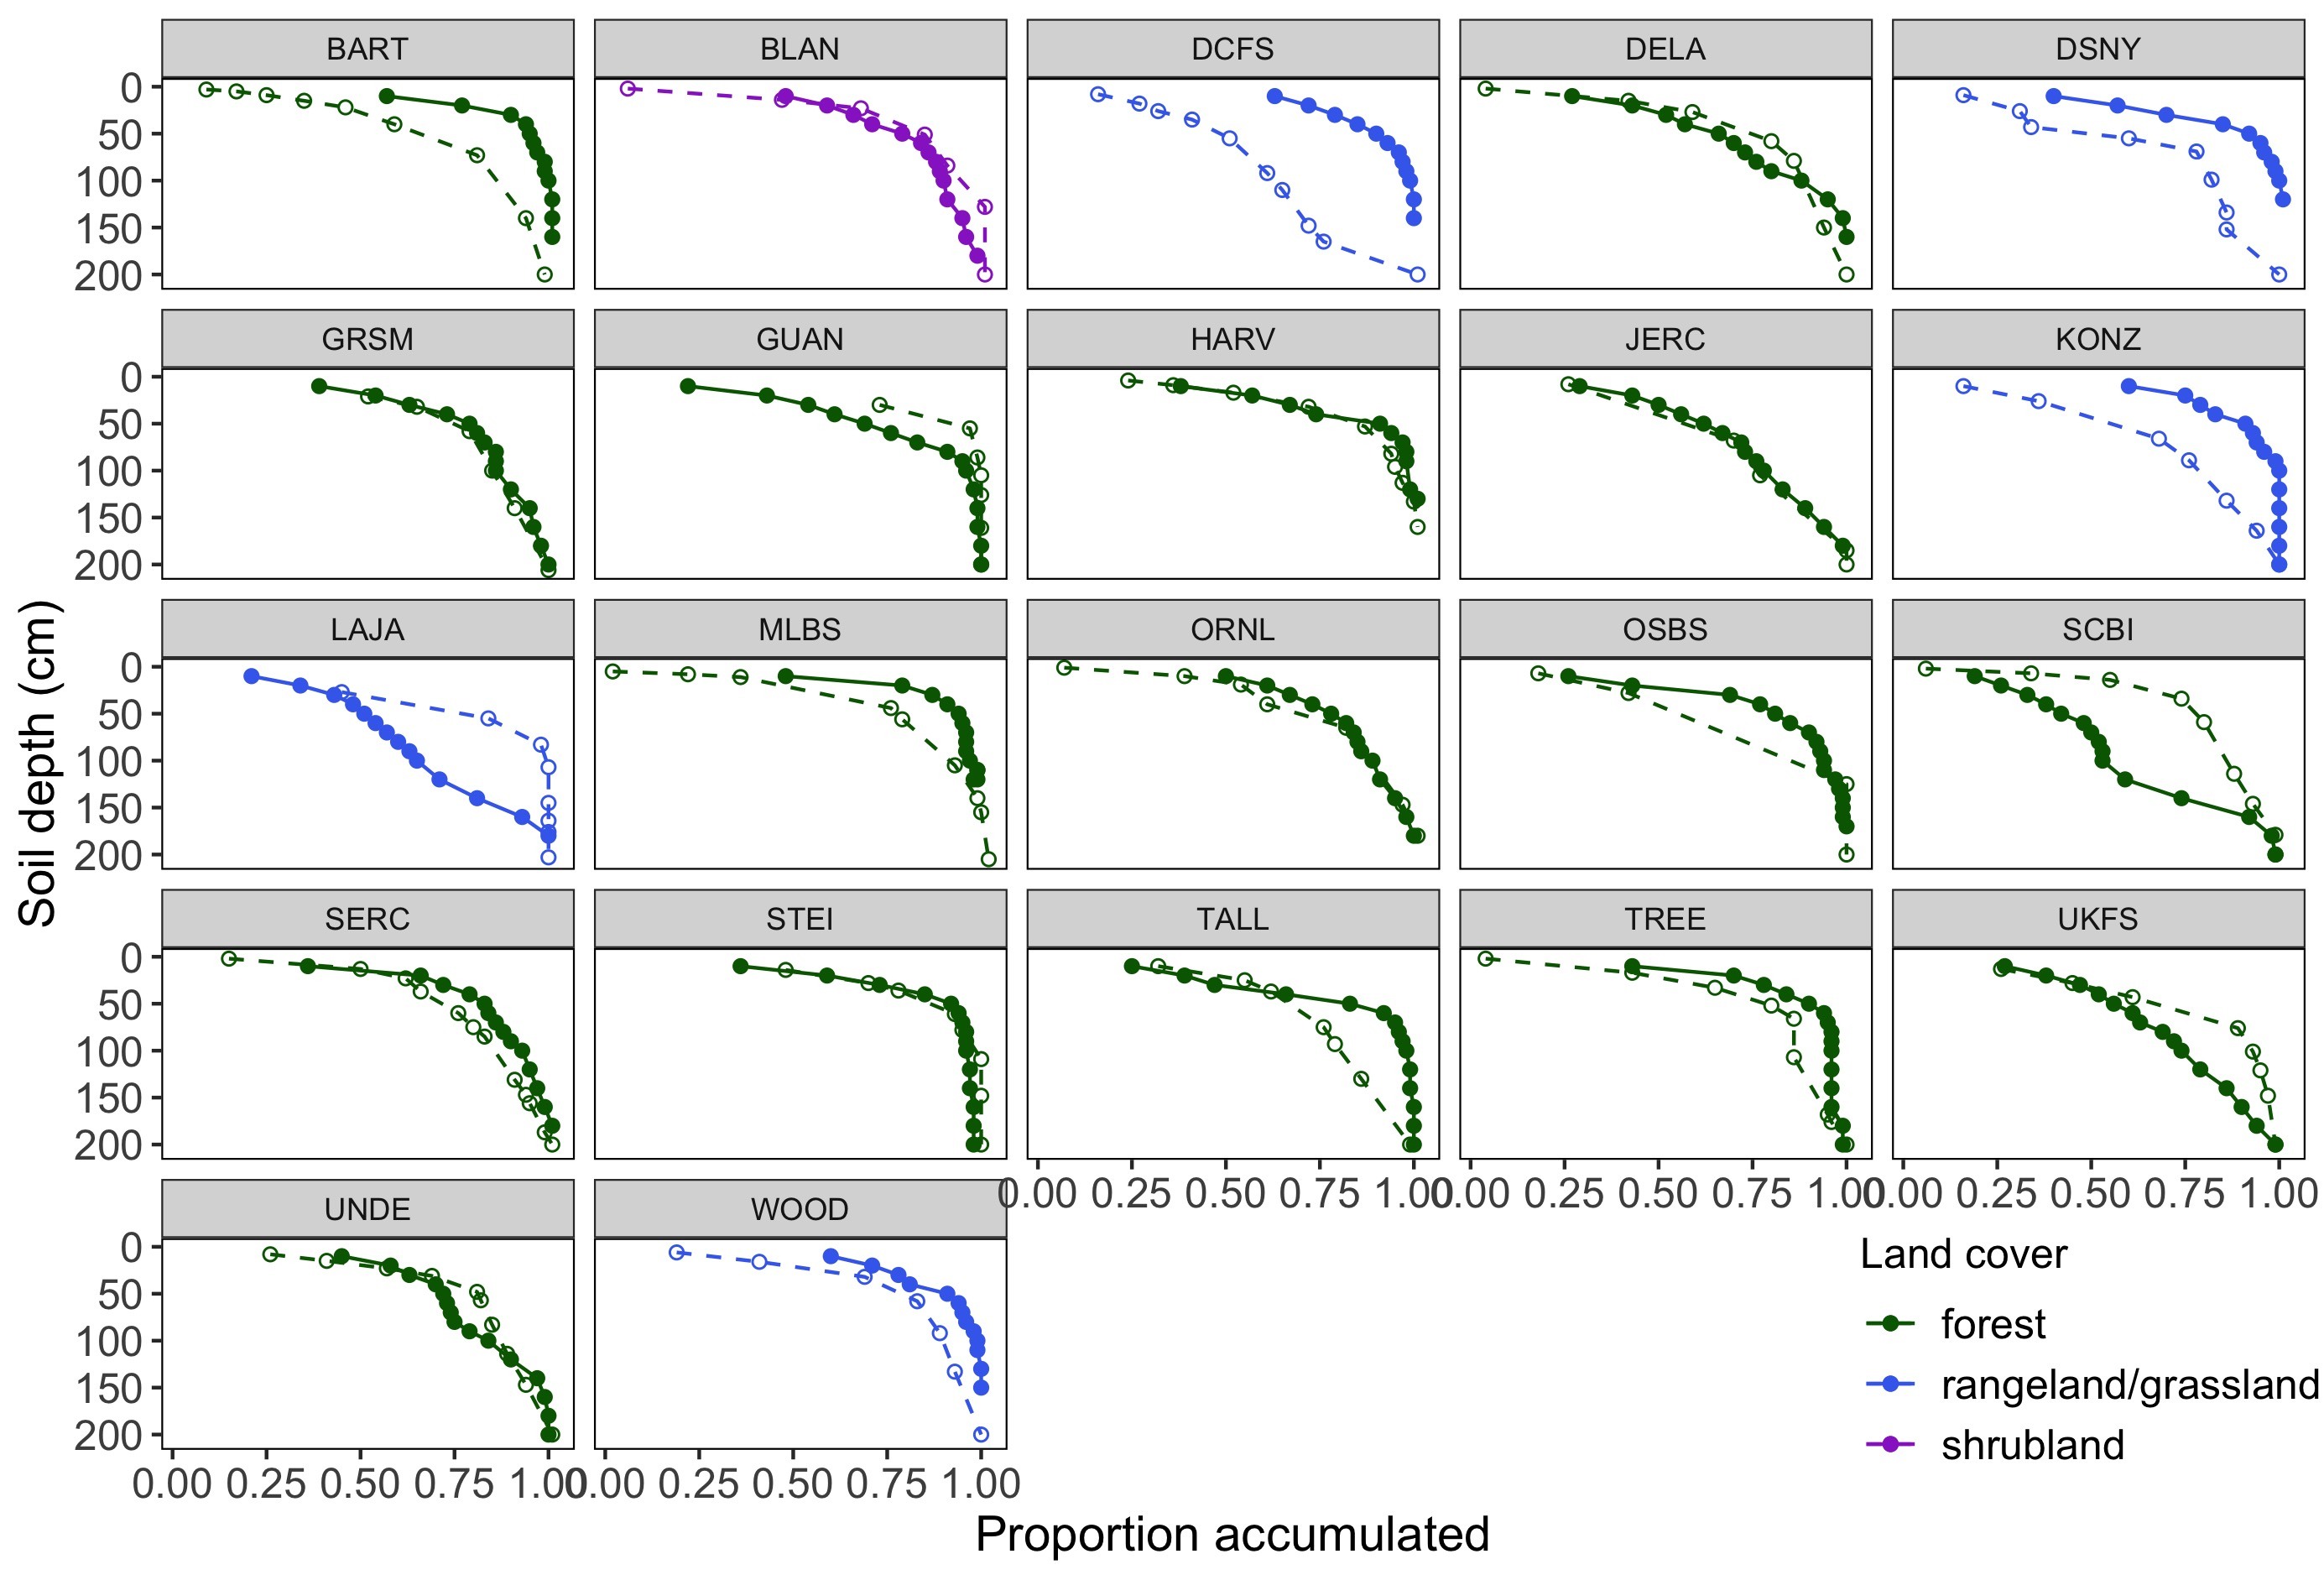 BART BLAN DCFS DELA DSNY
0
50
100
150
200
GRSM GUAN HARV JERC KONZ
0
50
100
150
200
LAJA MLBS ORNL OSBS SCBI
0
50
100
150
200
Soil depth (cm)
SERC STEI TALL TREE UKFS
0
50
100
150
200
0.00 0.25 0.50 0.75 1.00 0.00 0.25 0.50 0.75 1.00 0.00 0.25 0.50 0.75 1.00
UNDE WOOD
0
50
100
150
200
0.00 0.25 0.50 0.75 1.00 0.00 0.25 0.50 0.75 1.00
Land cover
forest
rangeland/grassland
shrubland
Proportion accumulated